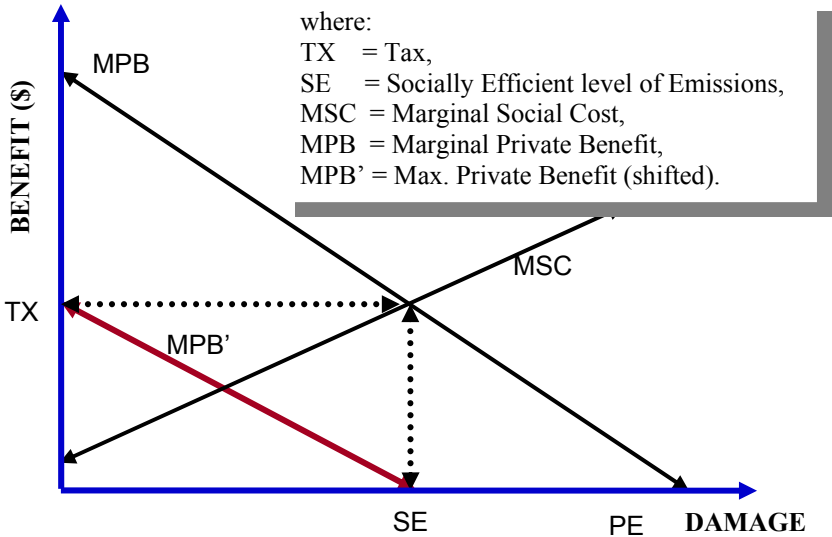 where:
TX = Tax,
SE = Socially Efficient level of Emissions,
MSC = Marginal Social Cost,
MPB = Marginal Private Benefit,
MPB’ = Max. Private Benefit (shifted).
MPB
BENEFIT ($)
MSC
TX
MPB’
SE
PE
DAMAGE